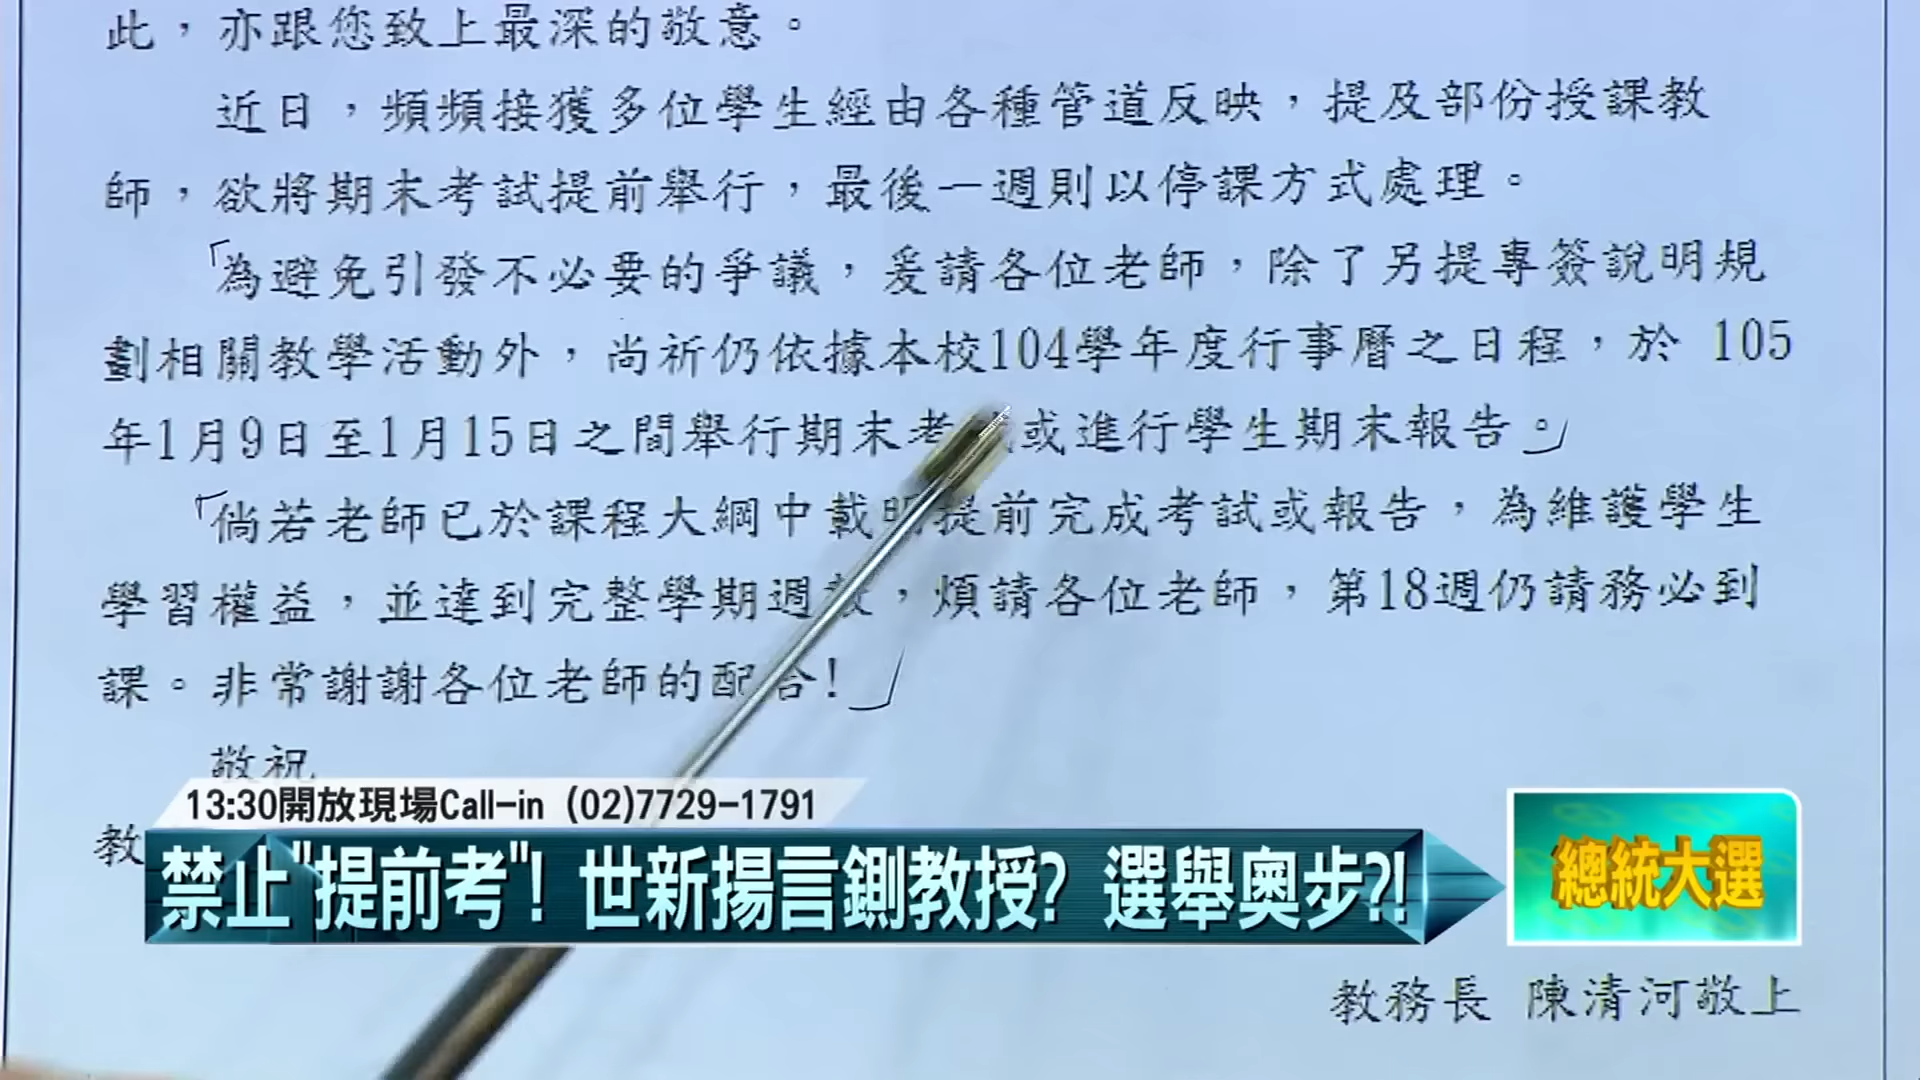 此，亦跟您致上最深的敬意。
近日，頻頻接獲多位學生經由各種管道反映，提及部份授課教
師，欲將期末考試提前舉行，最後一週則以停課方式處理。
「為避免引發不必要的爭議，爰請各位老師，除了另提專簽說明規
劃相關教學活動外，尚祈仍依據本校104學年度行事曆之日程，於 105
年1月9日至1月15日之間舉行期末考 或進行學生期末報告。」
「倘若老師已於課程大綱中載明提前完成考試或報告，為維護學生
學習權益，並達到完整學期週 ，煩請各位老師，第18週仍請務必到
課。非常謝謝各位老師的配合!」
敬祝
教
13:30開放現場Call-in (02)7729-1791
禁止"提前考"! 世新揚言鍘教授? 選舉奧步?!
總統大選
教務長 陳清河敬上